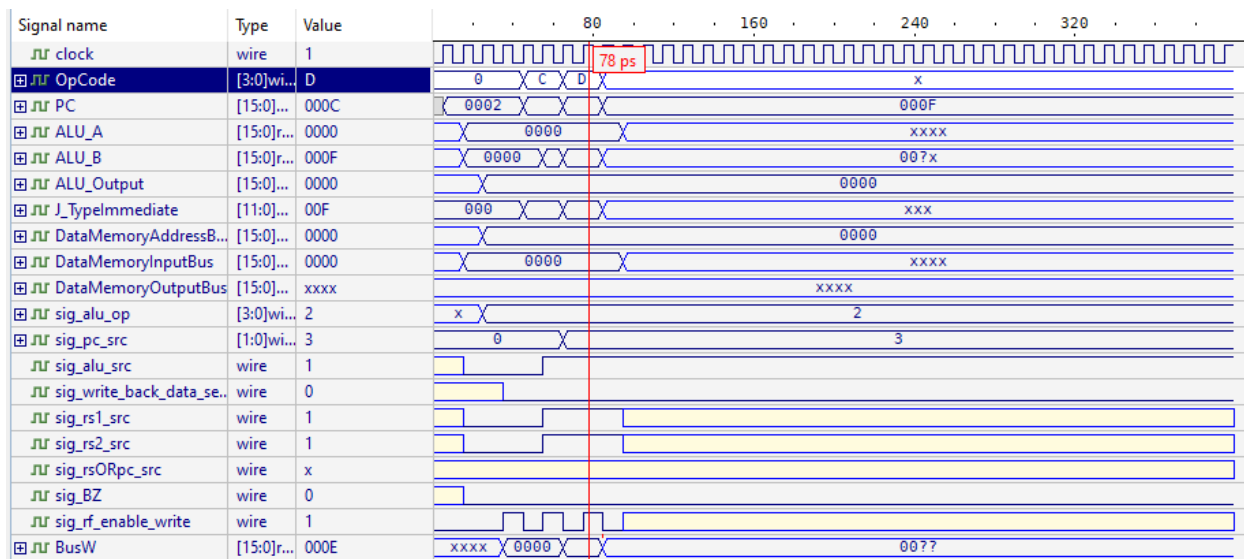 Signal name Type Value 80 160 240 320
clock wire 1 78 ps
OpCode [3:0]wi... D 0 C D x
PC [15:0]... 000C 0002 000F
ALU_A [15:0]r... 0000 0000 xxxx
ALU_B [15:0]r... 000F 0000 00?x
ALU_Output [15:0]... 0000 0000
J_TypeImmediate [11:0]... 00F 000 xxx
DataMemoryAddressB... [15:0]... 0000 0000
DataMemoryInputBus [15:0]... 0000 0000 xxxx
DataMemoryOutputBus [15:0]... xxxx xxxx
sig_alu_op [3:0]wi... 2 x 2
sig_pc_src [1:0]wi... 3 0 3
sig_alu_src wire 1
sig_write_back_data_se.. wire 0
sig_rs1_src wire 1
sig_rs2_src wire 1
sig_rsORpc_src wire x
sig_BZ wire 0
sig_rf_enable_write wire 1
BusW [15:0]r... 000E xxxx 0000 00??